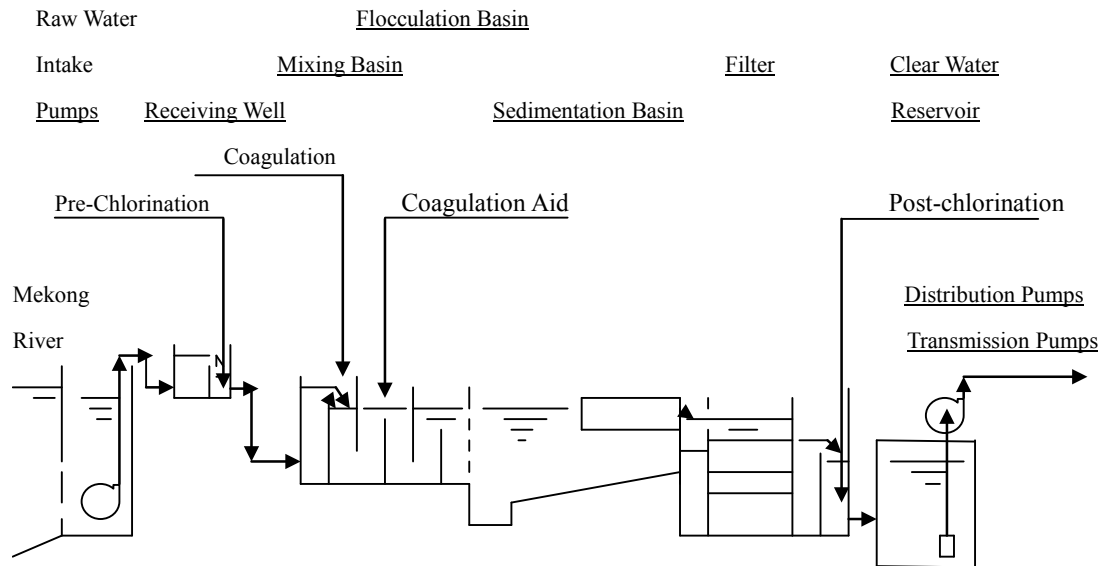 Raw Water
Intake
Pumps
Receiving Well
Mixing Basin
Flocculation Basin
Sedimentation Basin
Filter
Clear Water
Reservoir
Coagulation
Pre-Chlorination
Coagulation Aid
Post-chlorination
Mekong
River
Distribution Pumps
Transmission Pumps